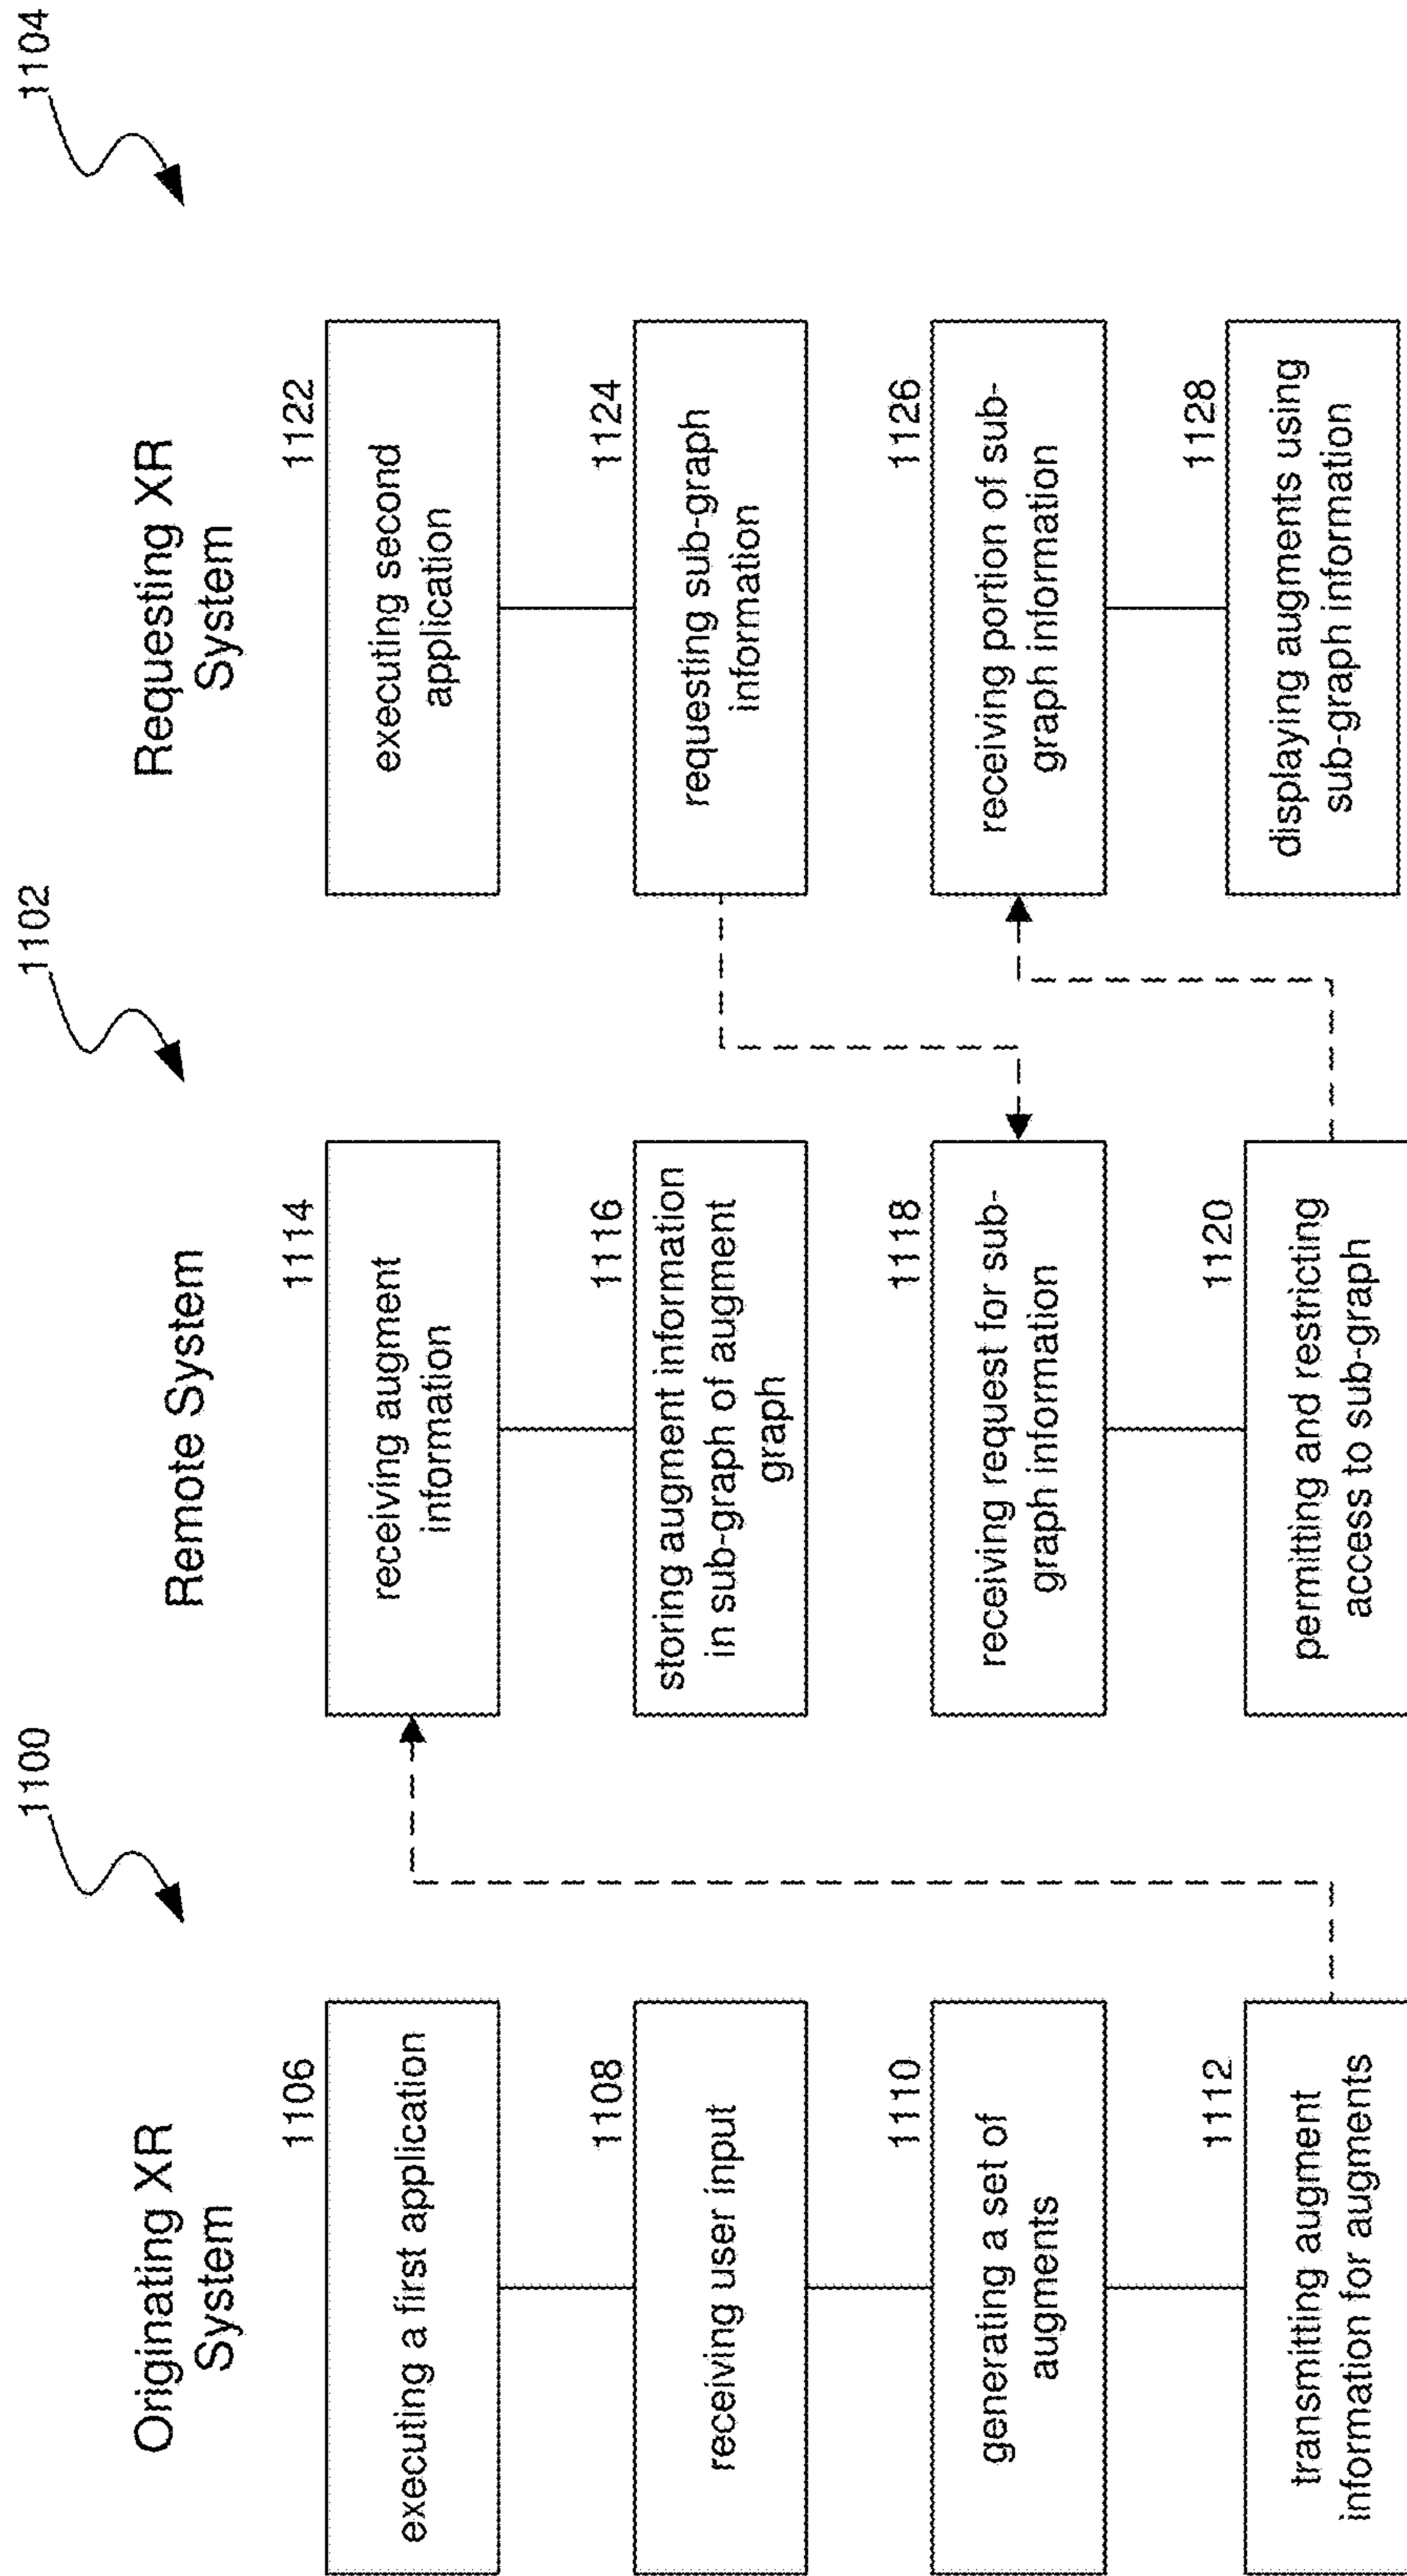 1100
Originating XR
System
1106
executing a first application
1108
receiving user input
1110
generating a set of
augments
1112
transmitting augment
information for augments
1102
Remote System
1114
receiving augment
information
1116
storing augment information
in sub-graph of augment
graph
1118
receiving request for sub-
graph information
1120
permitting and restricting
access to sub-graph
1104
Requesting XR
System
1122
executing second
application
1124
requesting sub-graph
information
1126
receiving portion of sub-
graph information
1128
displaying augments using
sub-graph information